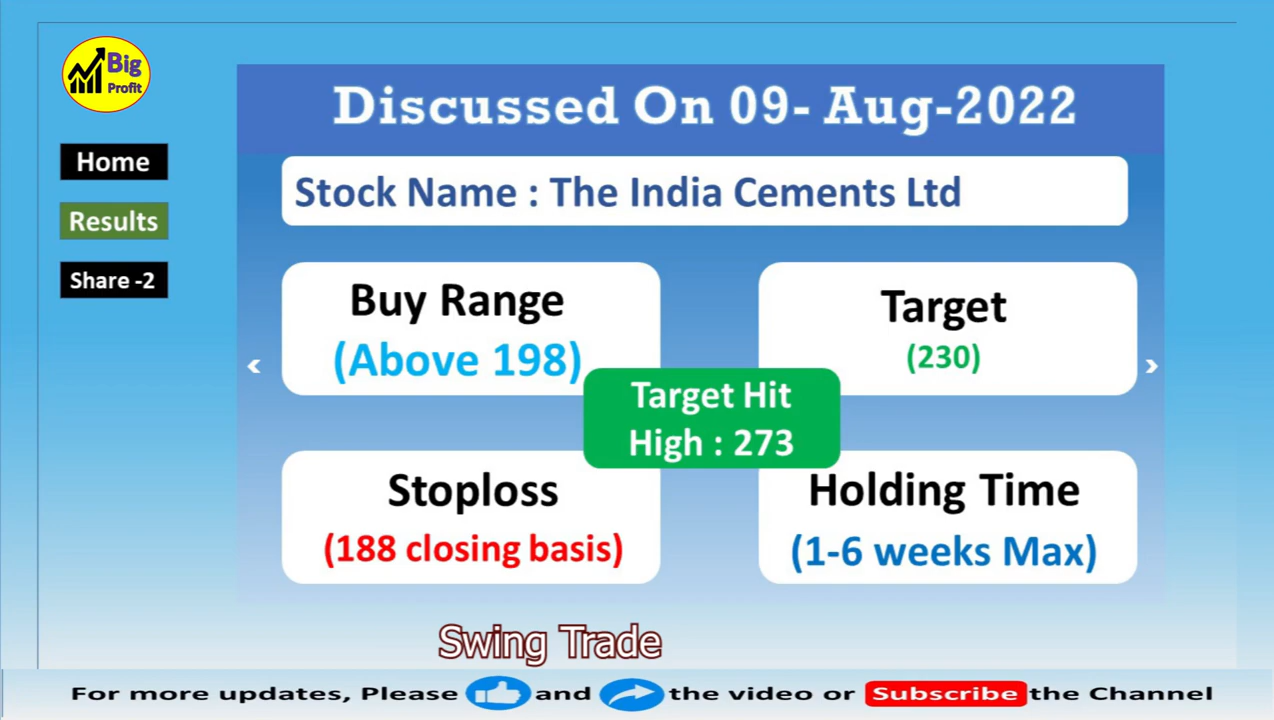 Big
Profit
Discussed On 09- Aug-2022
Home
Results
Share -2
Stock Name : The India Cements Ltd
Buy Range
(Above 198)
Target
(230)
Target Hit
High : 273
Stoploss
(188 closing basis)
Holding Time
(1-6 weeks Max)
Swing Trade
For more updates, Please and the video or Subscribe the Channel